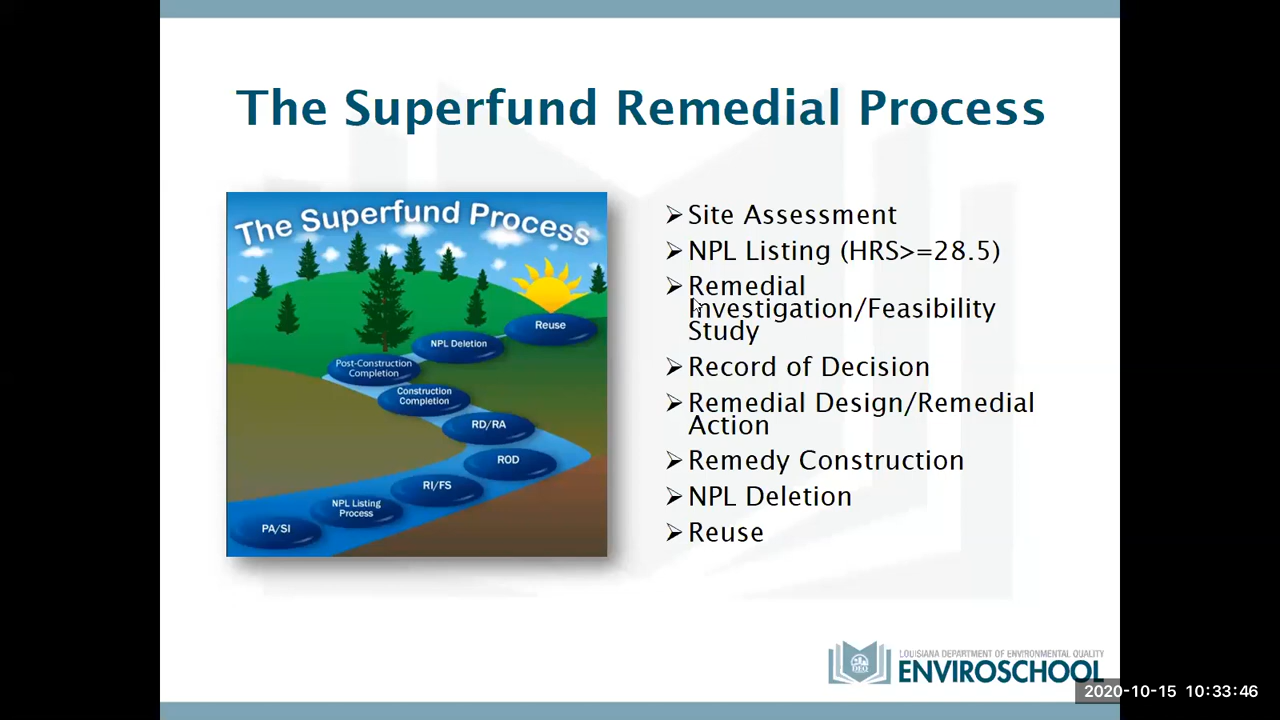 The Superfund Remedial Process
The Superfund Process
Reuse
NPL Deletion
Post-Construction
Completion
Construction
Completion
RD/RA
ROD
RI/FS
NPL Listing
Process
PA/SI
Site Assessment
NPL Listing (HRS>=28.5)
Remedial
Investigation/Feasibility
Study
Record of Decision
Remedial Design/Remedial
Action
Remedy Construction
NPL Deletion
Reuse
DEQ
LOUISIANA DEPARTMENT OF ENVIRONMENTAL QUALITY
ENVIROSCHOOL
2020-10-15 10:33:46